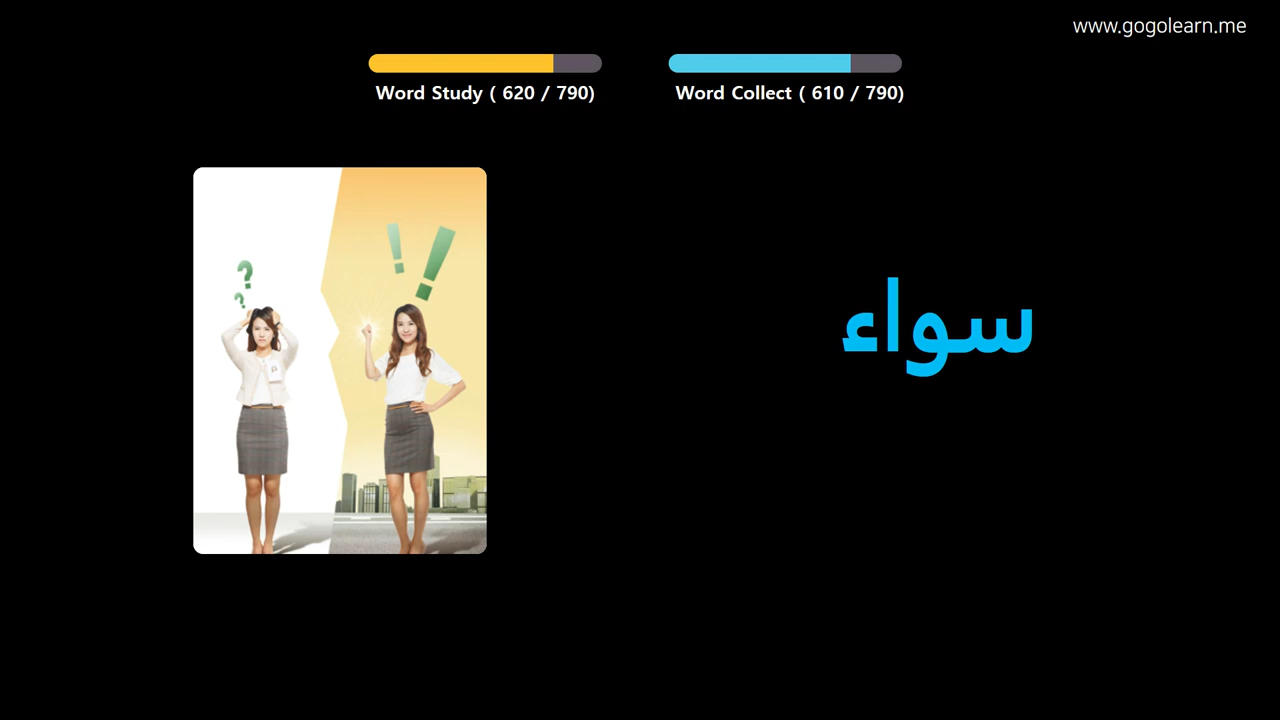 www.gogolearn.me
Word Study ( 620 / 790)
Word Collect ( 610 / 790)
? ?
! !
سواء